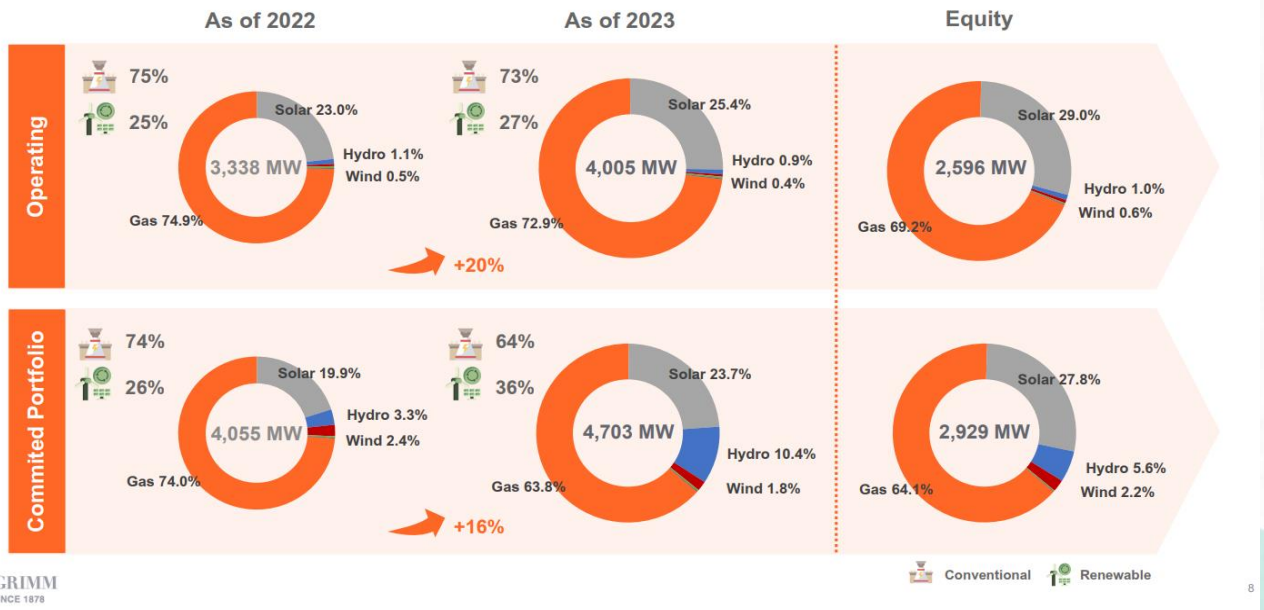 As of 2022
As of 2023
Equity
Operating
75%
25%
Solar 23.0%
Hydro 1.1%
Wind 0.5%
Gas 74.9%
3,338 MW
+20%
73%
27%
Solar 25.4%
Hydro 0.9%
Wind 0.4%
Gas 72.9%
4,005 MW
Solar 29.0%
Hydro 1.0%
Wind 0.6%
Gas 69.2%
2,596 MW
Commited Portfolio
74%
26%
Solar 19.9%
Hydro 3.3%
Wind 2.4%
Gas 74.0%
4,055 MW
+16%
64%
36%
Solar 23.7%
Hydro 10.4%
Wind 1.8%
Gas 63.8%
4,703 MW
Solar 27.8%
Hydro 5.6%
Wind 2.2%
Gas 64.1%
2,929 MW
Conventional
Renewable
GRIMM
NCE 1878
8